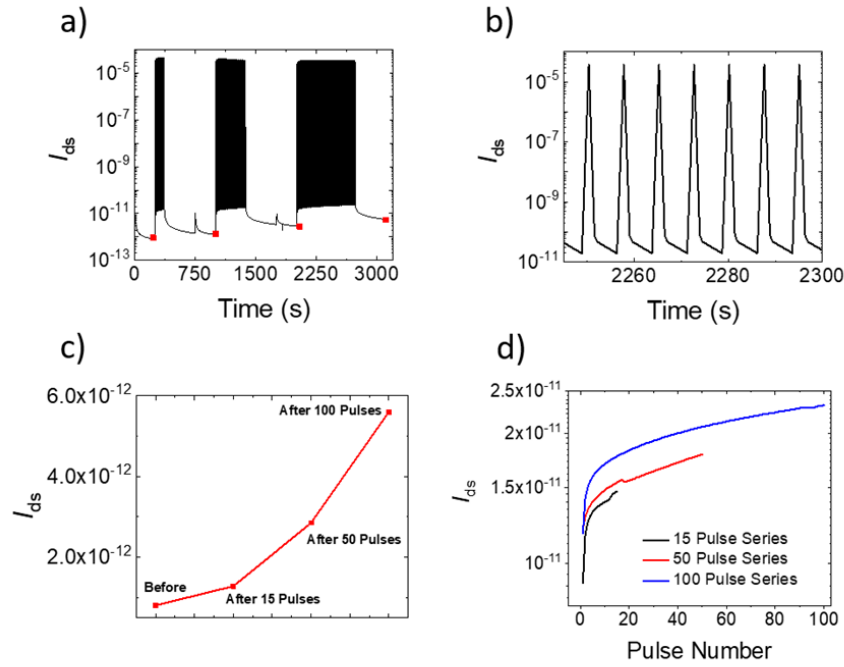 a)
I_ds
10⁻⁵
10⁻⁷
10⁻⁹
10⁻¹¹
10⁻¹³
0 750 1500 2250 3000
Time (s)
b)
I_ds
10⁻⁵
10⁻⁷
10⁻⁹
10⁻¹¹
2260 2280 2300
Time (s)
c)
I_ds
6.0x10⁻¹²
4.0x10⁻¹²
2.0x10⁻¹²
After 100 Pulses
After 50 Pulses
After 15 Pulses
Before
d)
I_ds
2.5x10⁻¹¹
2x10⁻¹¹
1.5x10⁻¹¹
10⁻¹¹
15 Pulse Series
50 Pulse Series
100 Pulse Series
0 20 40 60 80 100
Pulse Number